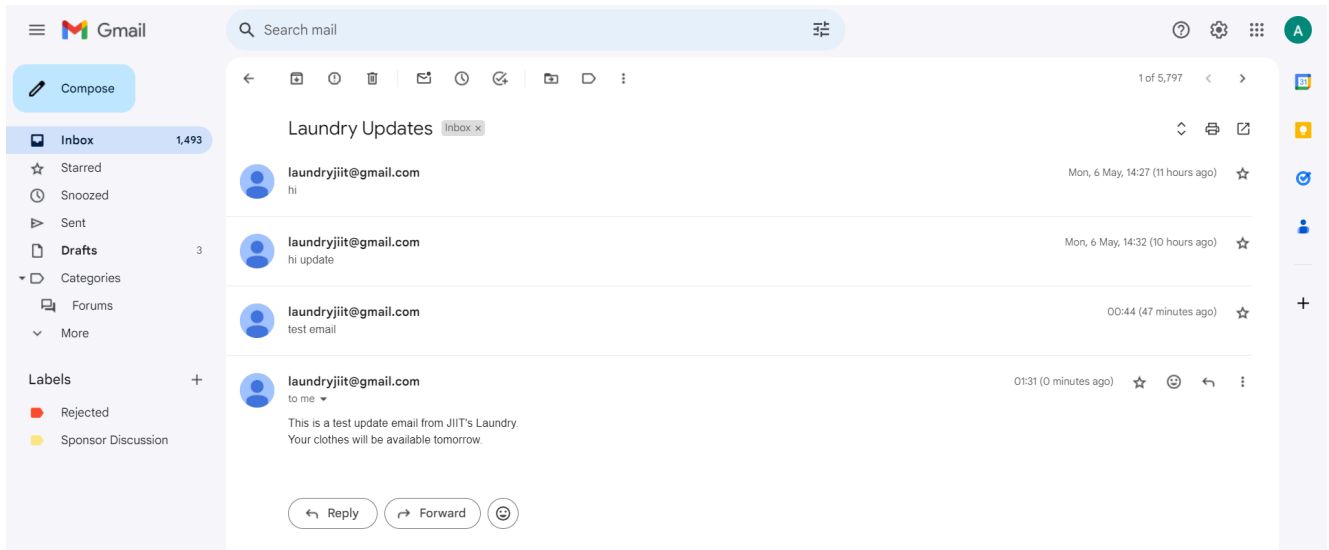 Gmail
Search mail
A
Compose
1 of 5,797
31
Inbox 1,493
Starred
Snoozed
Sent
Drafts 3
Categories
Forums
More
Labels
Rejected
Sponsor Discussion
Laundry Updates Inbox ×
laundryjiit@gmail.com Mon, 6 May, 14:27 (11 hours ago)
hi
laundryjiit@gmail.com Mon, 6 May, 14:32 (10 hours ago)
hi update
laundryjiit@gmail.com 00:44 (47 minutes ago)
test email
laundryjiit@gmail.com 01:31 (0 minutes ago)
to me
This is a test update email from JIIT's Laundry.
Your clothes will be available tomorrow.
Reply Forward